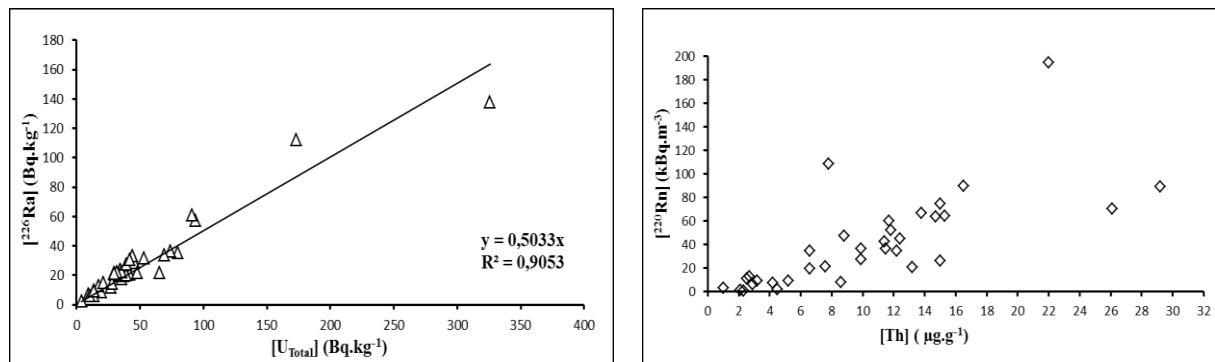 180
160
140
120
100
80
60
40
20
0
[²²⁶Ra] (Bq.kg⁻¹)
y = 0,5033x
R² = 0,9053
0 50 100 150 200 250 300 350 400
[U_Total] (Bq.kg⁻¹)
200
180
160
140
120
100
80
60
40
20
0
[²²⁰Rn] (kBq.m⁻³)
0 2 4 6 8 10 12 14 16 18 20 22 24 26 28 30 32
[Th] ( µg.g⁻¹)